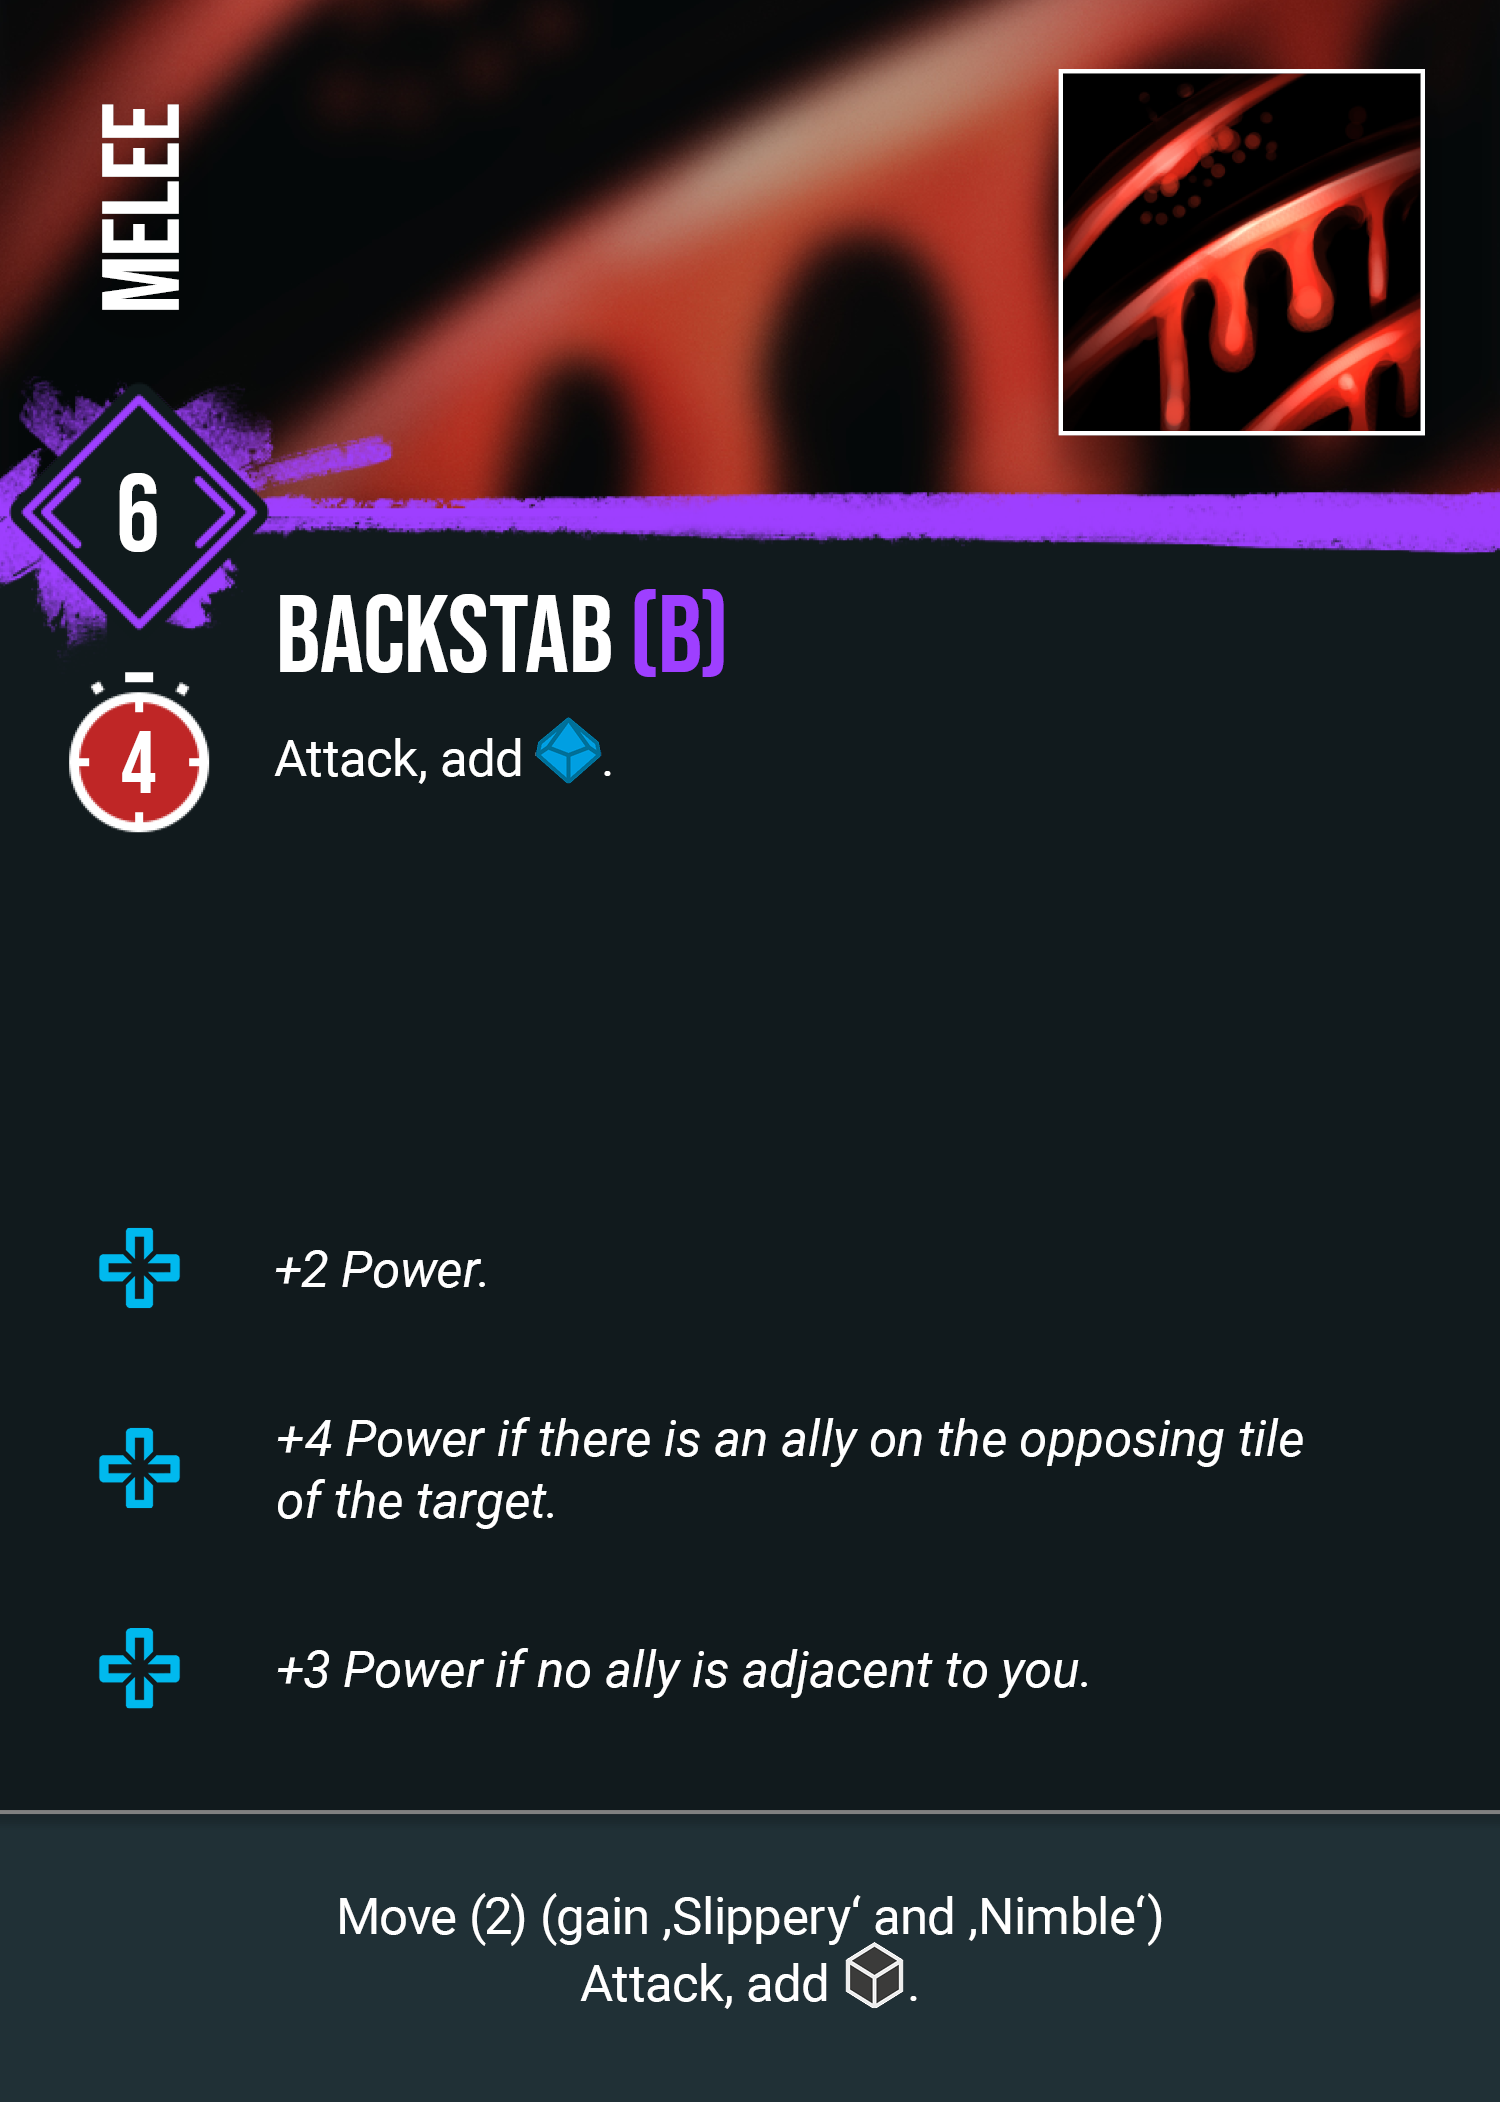 MELEE
6
BACKSTAB (B)
4
Attack, add .
+2 Power.
+4 Power if there is an ally on the opposing tile
of the target.
+3 Power if no ally is adjacent to you.
Move (2) (gain ‚Slippery‘ and ‚Nimble‘)
Attack, add .